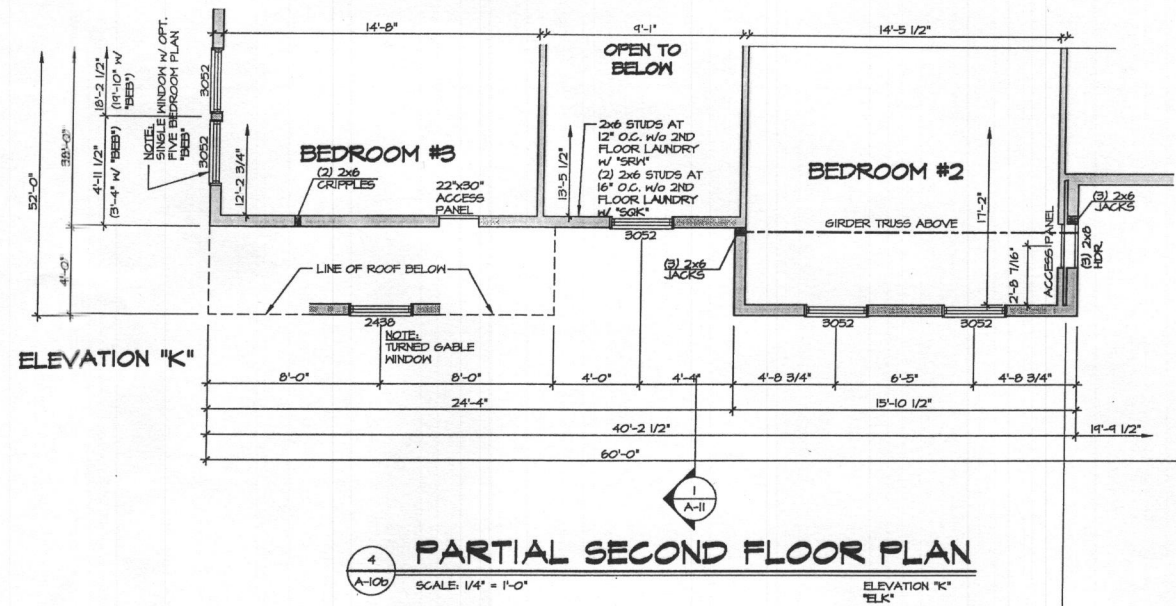 14'-8"
9'-1"
14'-5 1/2"
OPEN TO
BELOW
52'-0"
38'-0"
4'-0"
18'-2 1/2"
(19'-10" W/
"BEB")
4'-11 1/2"
(3'-4" W/ "BEB")
NOTE:
SINGLE WINDOW W/ OPT.
FIVE BEDROOM PLAN
"BEB"
3052
3052
12'-2 3/4"
BEDROOM #3
(2) 2x6
CRIPPLES
22"x30"
ACCESS
PANEL
13'-5 1/2"
2x6 STUDS AT
12" O.C. W/o 2ND
FLOOR LAUNDRY
W/ "SRW"
(2) 2x6 STUDS AT
16" O.C. W/o 2ND
FLOOR LAUNDRY
W/ "SQK"
3052
BEDROOM #2
17'-2"
GIRDER TRUSS ABOVE
(3) 2x6
JACKS
(3) 2x6
JACKS
(3) 2x8
HDR.
ACCESS PANEL
2'-8 7/16"
LINE OF ROOF BELOW
2438
NOTE:
TURNED GABLE
WINDOW
3052
3052
ELEVATION "K"
8'-0"
8'-0"
4'-0"
4'-4"
4'-8 3/4"
6'-5"
4'-8 3/4"
24'-4"
15'-10 1/2"
40'-2 1/2"
19'-9 1/2"
60'-0"
1
A-11
4
A-10b
PARTIAL SECOND FLOOR PLAN
SCALE: 1/4" = 1'-0"
ELEVATION "K"
"ELK"